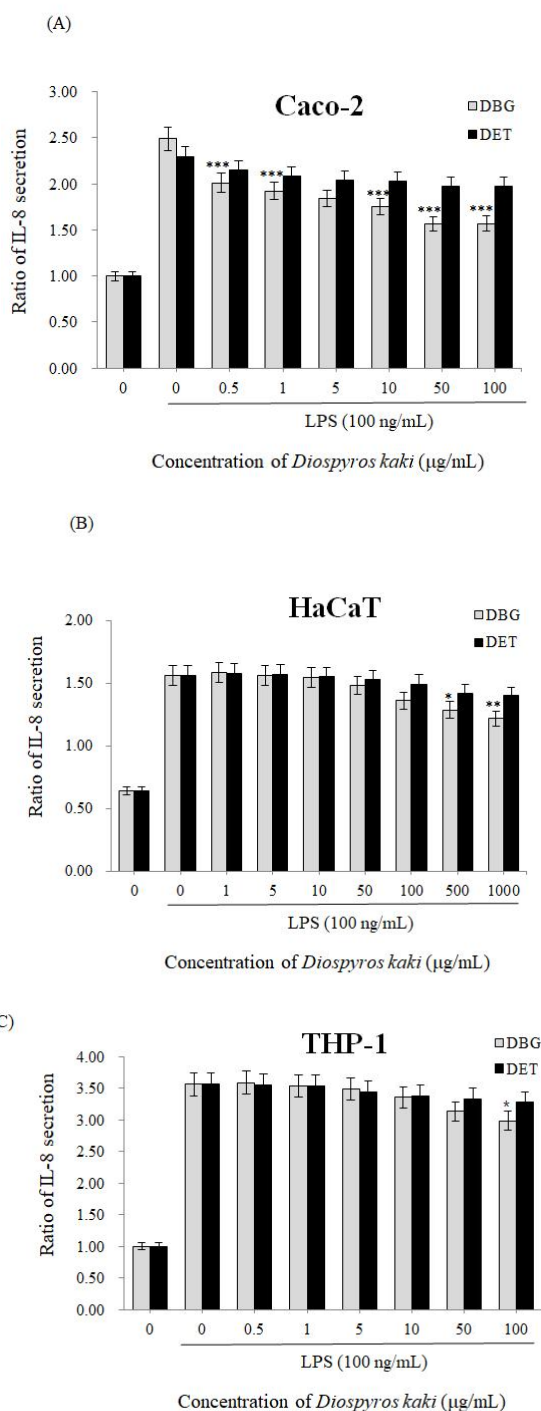 (A)
Caco-2
DBG
DET
3.00
2.50
2.00
1.50
1.00
0.50
0.00
Ratio of IL-8 secretion
*** *** *** *** ***
0 0 0.5 1 5 10 50 100
LPS (100 ng/mL)
Concentration of Diospyros kaki (μg/mL)
(B)
HaCaT
DBG
DET
2.00
1.50
1.00
0.50
0.00
Ratio of IL-8 secretion
* **
0 0 1 5 10 50 100 500 1000
LPS (100 ng/mL)
Concentration of Diospyros kaki (μg/mL)
C)
THP-1
DBG
DET
4.00
3.50
3.00
2.50
2.00
1.50
1.00
0.50
0.00
Ratio of IL-8 secretion
*
0 0 0.5 1 5 10 50 100
LPS (100 ng/mL)
Concentration of Diospyros kaki (μg/mL)